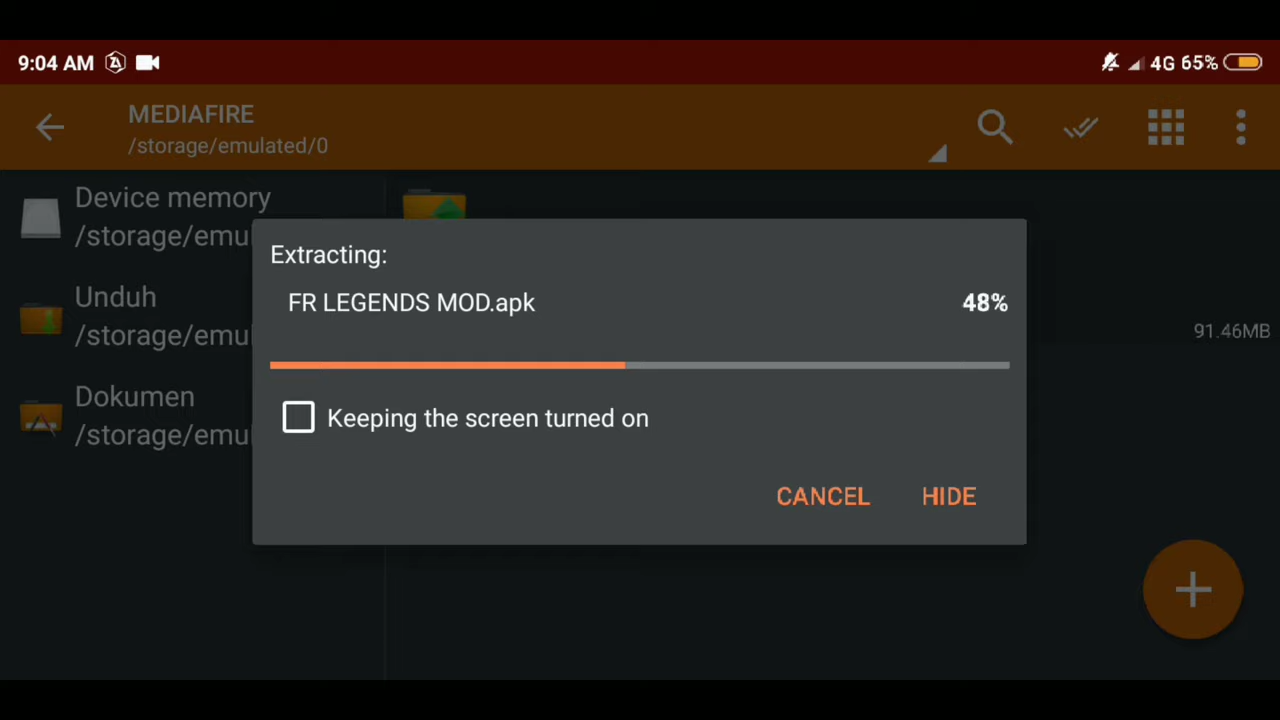 9:04 AM 4G 65%
MEDIAFIRE
/storage/emulated/0
Device memory
/storage/emu
Unduh
/storage/emu
Dokumen
/storage/emu
91.46MB
Extracting:
FR LEGENDS MOD.apk 48%
Keeping the screen turned on
CANCEL HIDE